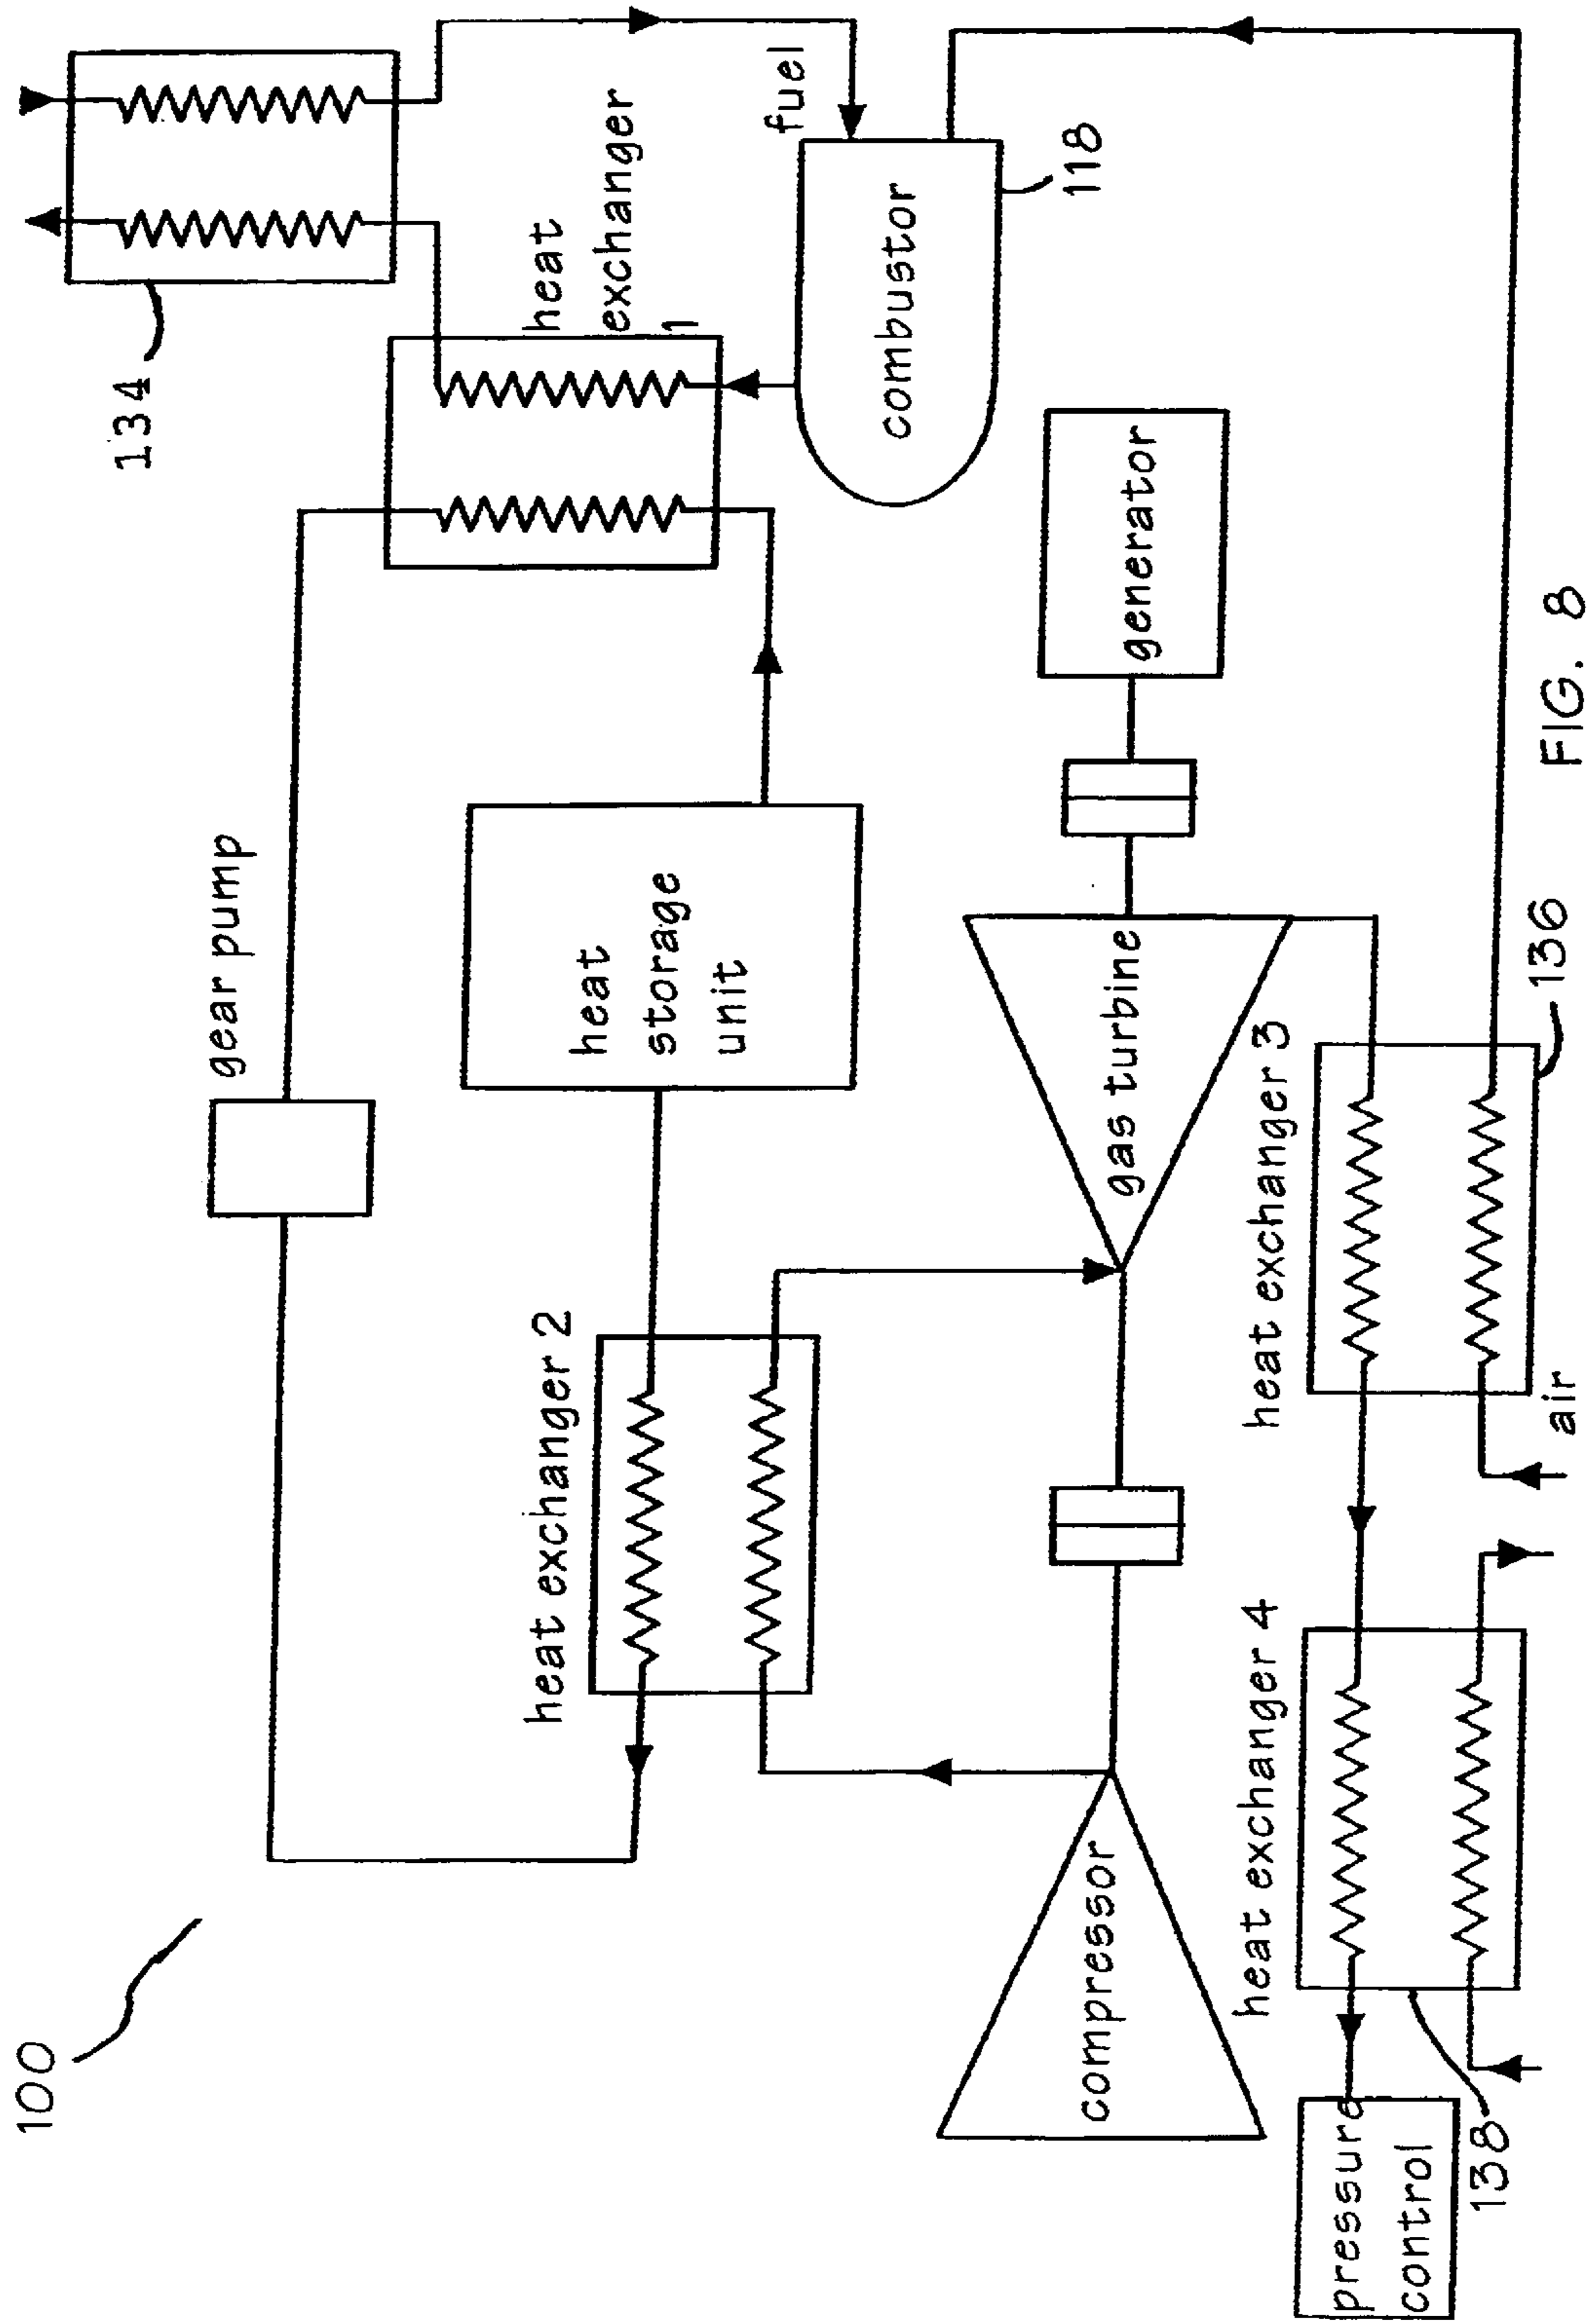 100
134
gear pump
heat
exchanger
1
fuel
combustor
118
heat
storage
unit
heat exchanger 2
generator
gas turbine
compressor
heat exchanger 3
136
air
heat exchanger 4
138
pressure
control
FIG. 8